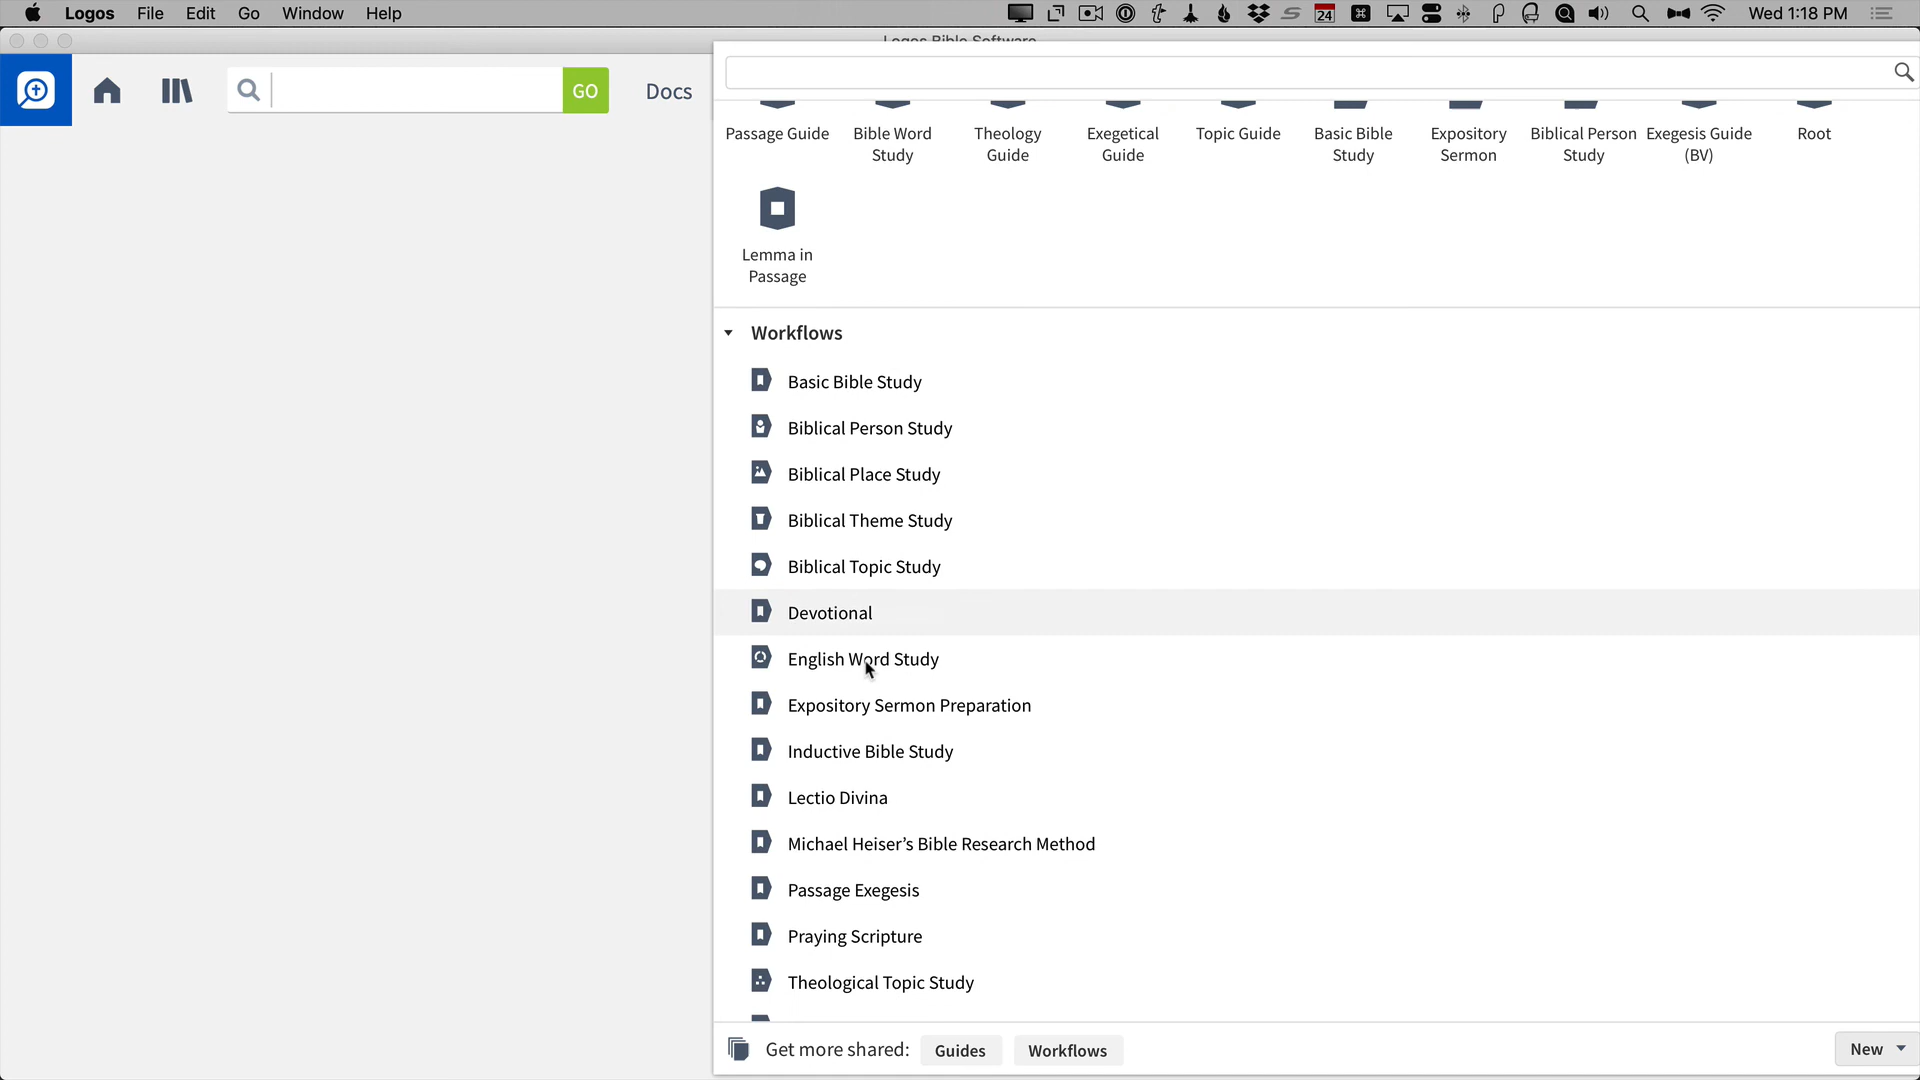 Logos File Edit Go Window Help 24 Wed 1:18 PM
Logos Bible Software
GO Docs
Passage Guide
Bible Word
Study
Theology
Guide
Exegetical
Guide
Topic Guide
Basic Bible
Study
Expository
Sermon
Biblical Person
Study
Exegesis Guide
(BV)
Root
Lemma in
Passage
Workflows
Basic Bible Study
Biblical Person Study
Biblical Place Study
Biblical Theme Study
Biblical Topic Study
Devotional
English Word Study
Expository Sermon Preparation
Inductive Bible Study
Lectio Divina
Michael Heiser’s Bible Research Method
Passage Exegesis
Praying Scripture
Theological Topic Study
Get more shared: Guides Workflows New